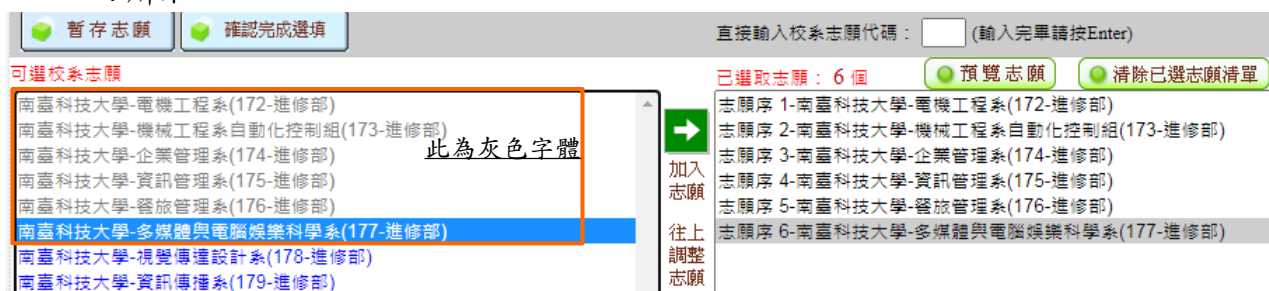 暫存志願 確認完成選填 直接輸入校系志願代碼： (輸入完畢請按Enter)
可選校系志願
已選取志願： 6 個 預覽志願 清除已選志願清單
南臺科技大學-電機工程系(172-進修部)
南臺科技大學-機械工程系自動化控制組(173-進修部)
南臺科技大學-企業管理系(174-進修部)
南臺科技大學-資訊管理系(175-進修部)
南臺科技大學-餐旅管理系(176-進修部)
南臺科技大學-多媒體與電腦娛樂科學系(177-進修部)
南臺科技大學-視覺傳達設計系(178-進修部)
南臺科技大學-資訊傳播系(179-進修部)
此為灰色字體
加入
志願
往上
調整
志願
志願序 1-南臺科技大學-電機工程系(172-進修部)
志願序 2-南臺科技大學-機械工程系自動化控制組(173-進修部)
志願序 3-南臺科技大學-企業管理系(174-進修部)
志願序 4-南臺科技大學-資訊管理系(175-進修部)
志願序 5-南臺科技大學-餐旅管理系(176-進修部)
志願序 6-南臺科技大學-多媒體與電腦娛樂科學系(177-進修部)